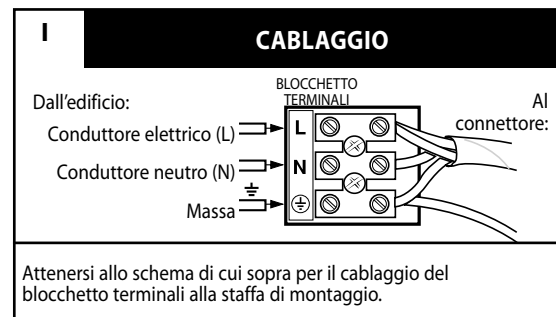 I
CABLAGGIO
BLOCCHETTO
TERMINALI
Dall'edificio:
Al
connettore:
Conduttore elettrico (L)
L
Conduttore neutro (N)
N
Massa
Attenersi allo schema di cui sopra per il cablaggio del
blocchetto terminali alla staffa di montaggio.